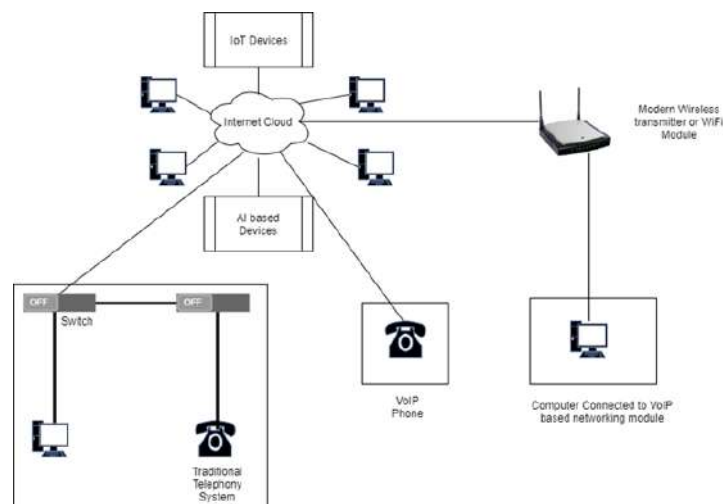 IoT Devices
Internet Cloud
Modern Wireless
transmitter or WiFi
Module
AI based
Devices
OFF
OFF
Switch
VoIP
Phone
Computer Connected to VoIP
based networking module
Traditional
Telephony
System